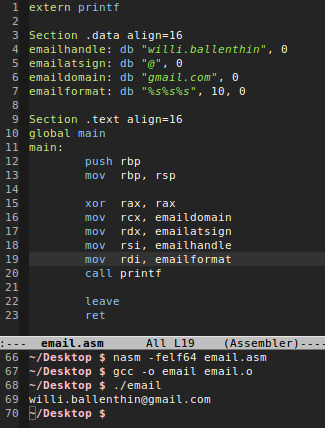 1 extern printf
2
3 Section .data align=16
4 emailhandle: db "willi.ballenthin", 0
5 emailatsign: db "@", 0
6 emaildomain: db "gmail.com", 0
7 emailformat: db "%s%s%s", 10, 0
8
9 Section .text align=16
10 global main
11 main:
12 push rbp
13 mov rbp, rsp
14
15 xor rax, rax
16 mov rcx, emaildomain
17 mov rdx, emailatsign
18 mov rsi, emailhandle
19 mov rdi, emailformat
20 call printf
21
22 leave
23 ret
:--- email.asm All L19 (Assembler)----
66 ~/Desktop $ nasm -felf64 email.asm
67 ~/Desktop $ gcc -o email email.o
68 ~/Desktop $ ./email
69 willi.ballenthin@gmail.com
70 ~/Desktop $